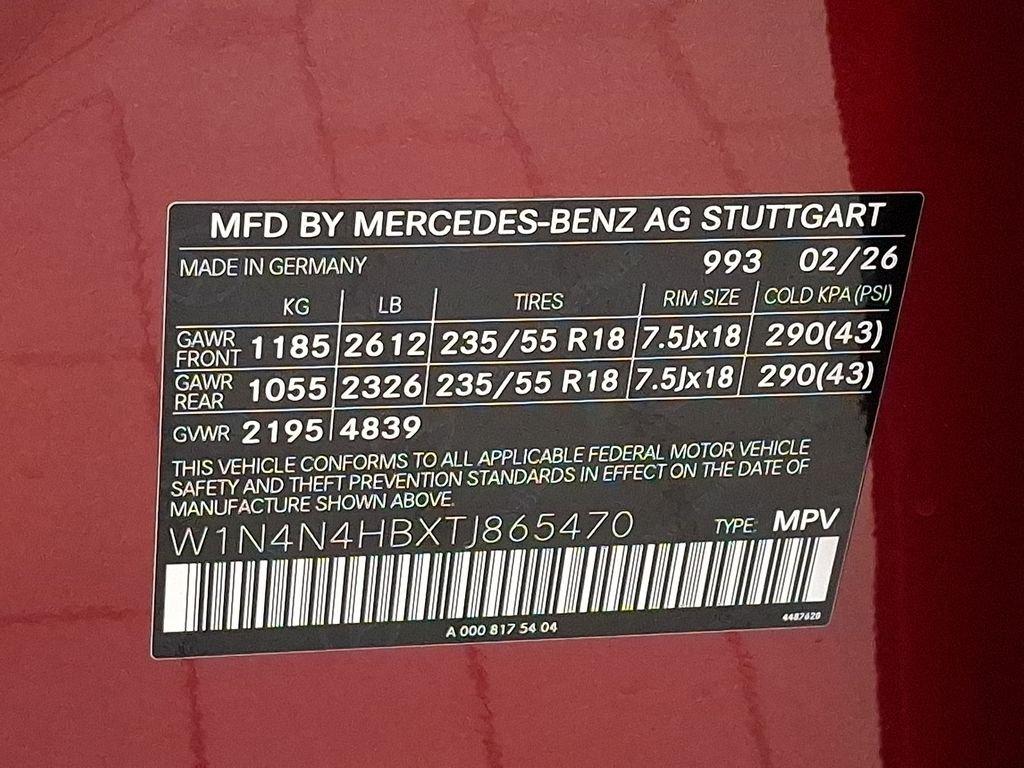 MFD BY MERCEDES-BENZ AG STUTTGART
MADE IN GERMANY 993 02/26
KG LB TIRES RIM SIZE COLD KPA (PSI)
GAWR FRONT 1185 2612 235/55 R18 7.5Jx18 290(43)
GAWR REAR 1055 2326 235/55 R18 7.5Jx18 290(43)
GVWR 2195 4839
THIS VEHICLE CONFORMS TO ALL APPLICABLE FEDERAL MOTOR VEHICLE
SAFETY AND THEFT PREVENTION STANDARDS IN EFFECT ON THE DATE OF
MANUFACTURE SHOWN ABOVE.
W1N4N4HBXTJ865470 TYPE: MPV
A 000 817 54 04 4487620